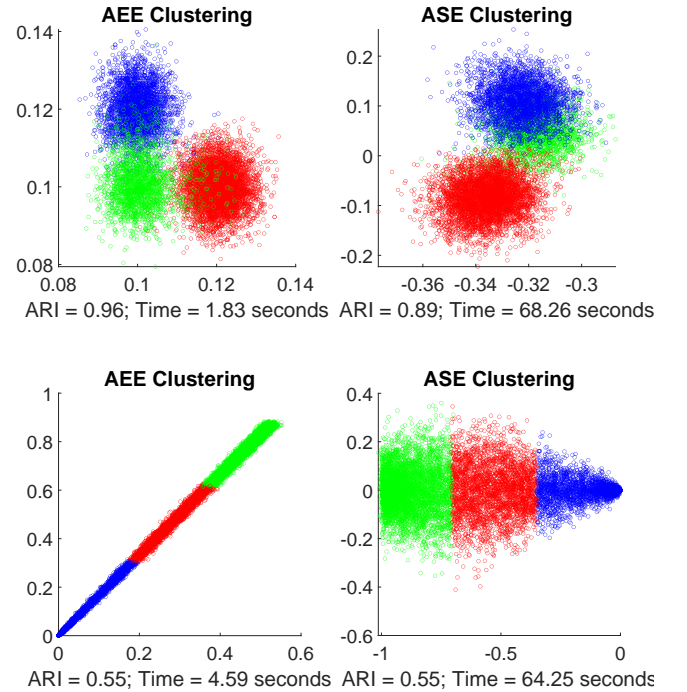 AEE Clustering
0.14
0.12
0.1
0.08
0.08 0.1 0.12 0.14
ARI = 0.96; Time = 1.83 seconds
ASE Clustering
0.2
0.1
0
-0.1
-0.2
-0.36 -0.34 -0.32 -0.3
ARI = 0.89; Time = 68.26 seconds
AEE Clustering
1
0.8
0.6
0.4
0.2
0
0 0.2 0.4 0.6
ARI = 0.55; Time = 4.59 seconds
ASE Clustering
0.4
0.2
0
-0.2
-0.4
-0.6
-1 -0.5 0
ARI = 0.55; Time = 64.25 seconds